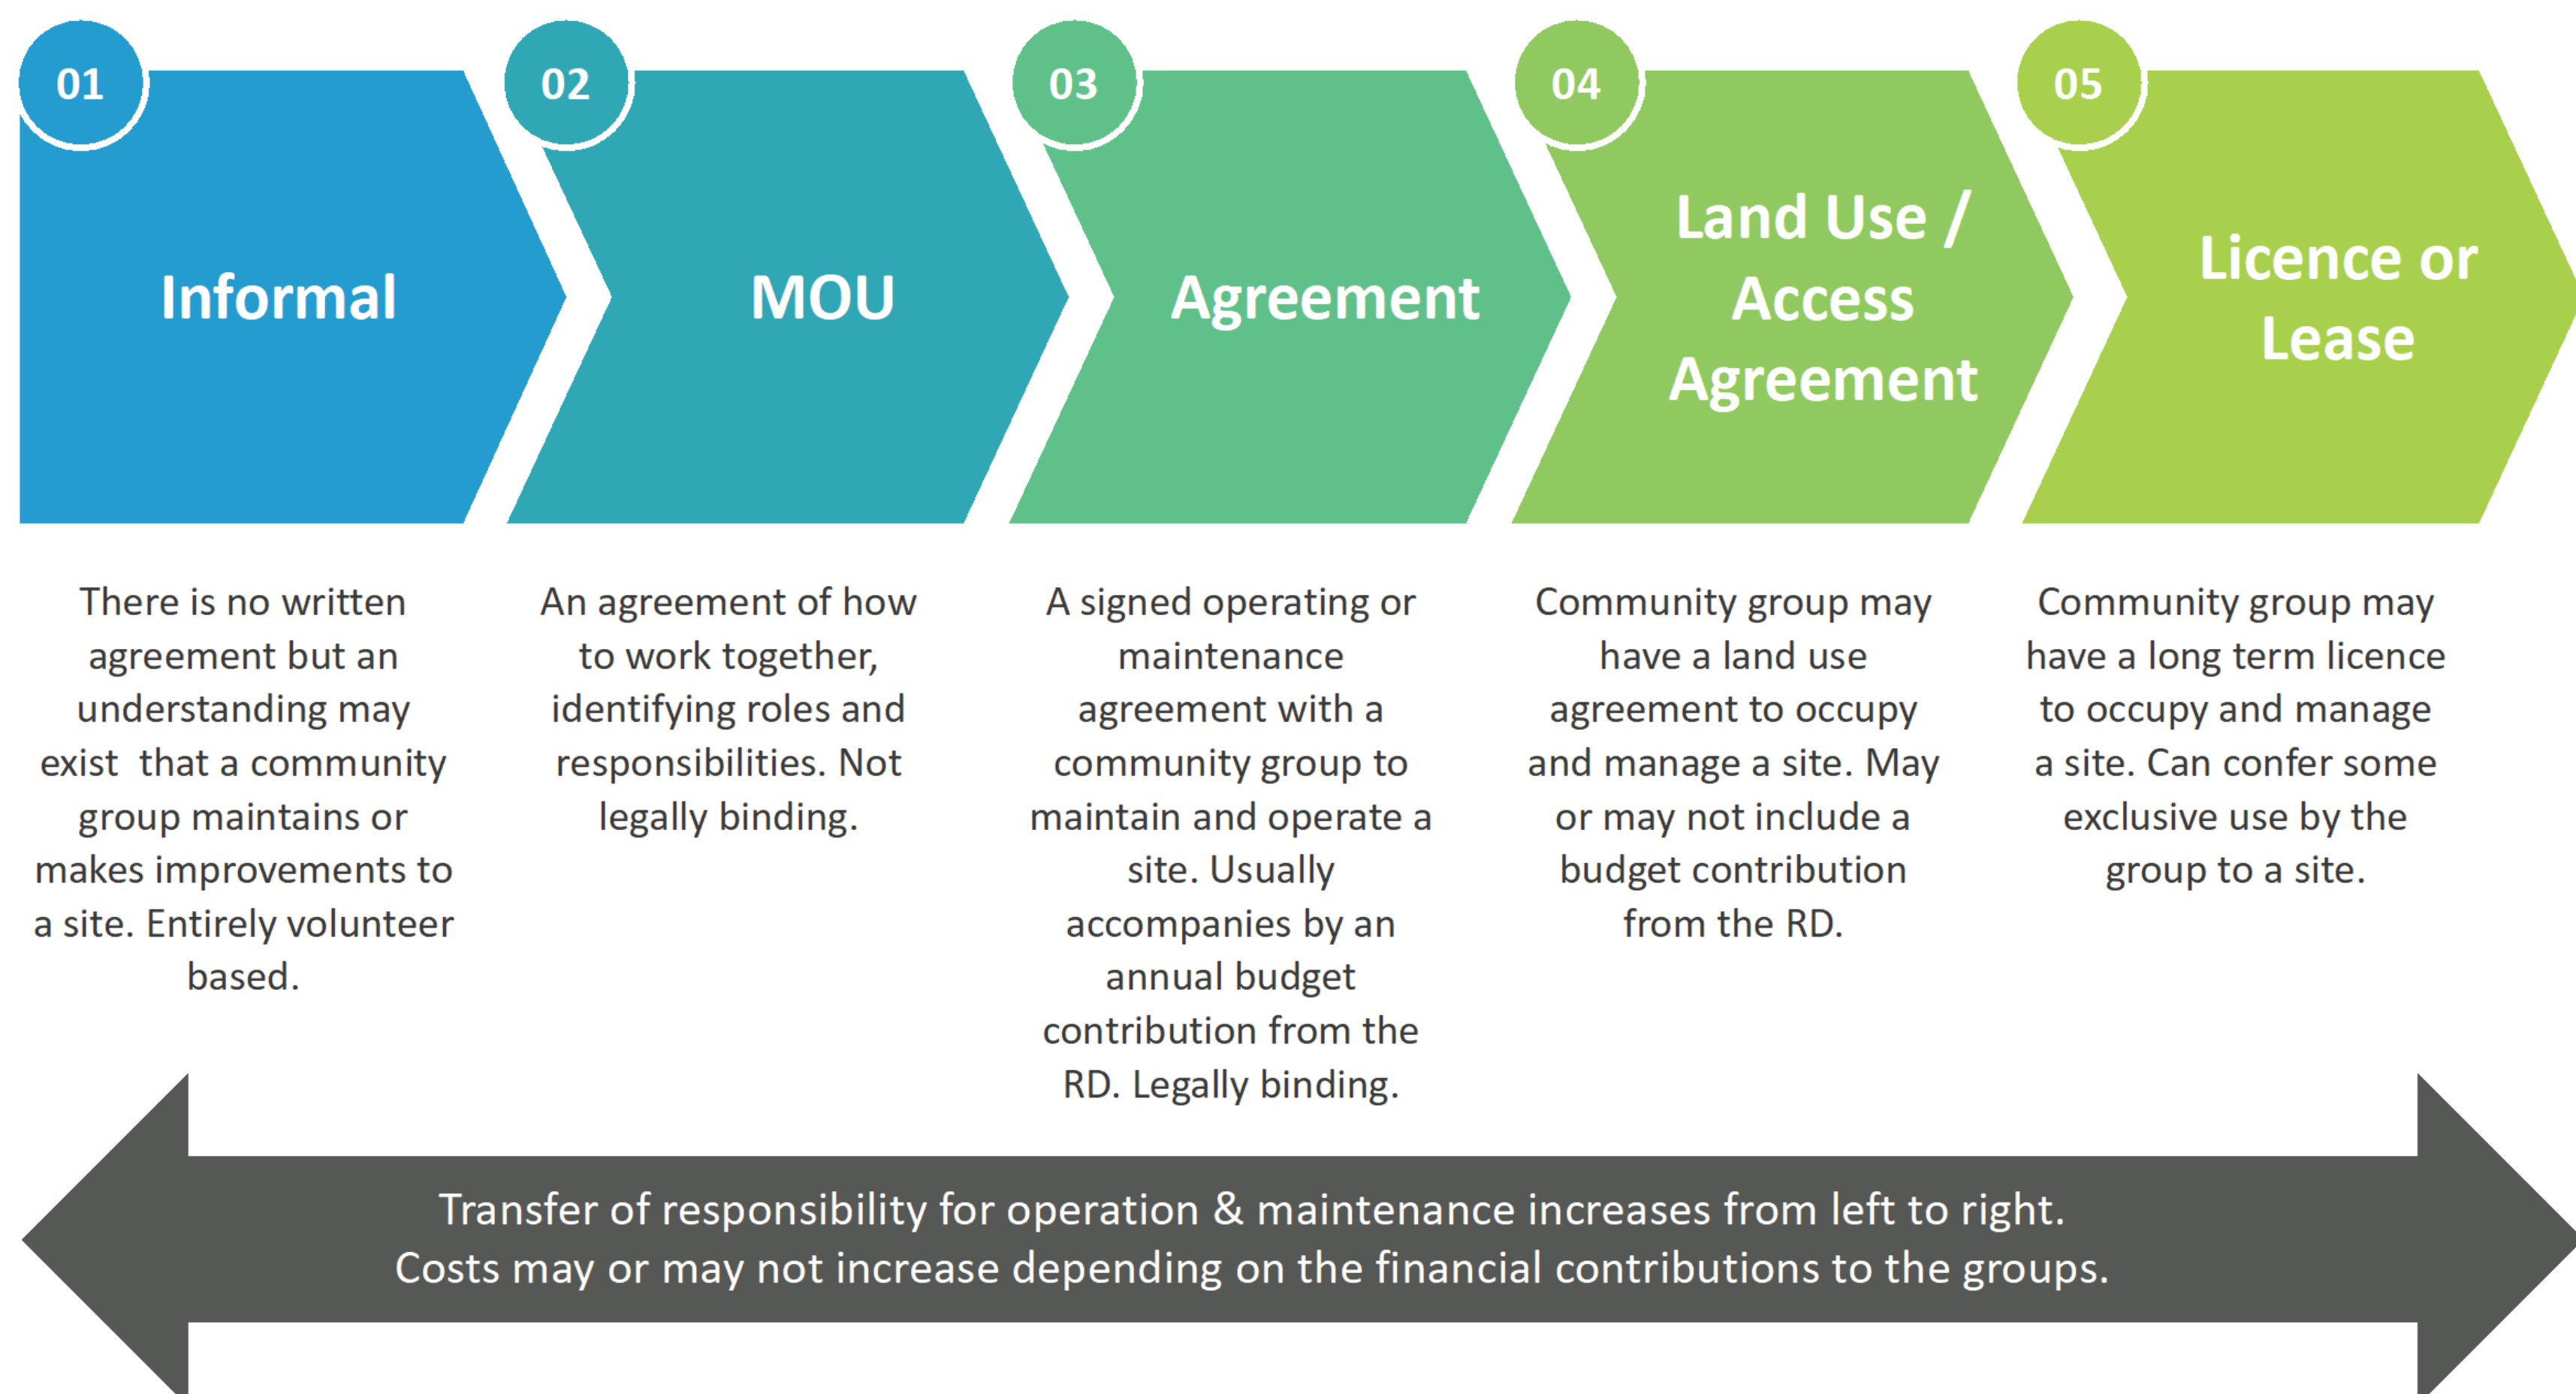 01
Informal
There is no written
agreement but an
understanding may
exist  that a community
group maintains or
makes improvements to
a site. Entirely volunteer
based.
02
MOU
An agreement of how
to work together,
identifying roles and
responsibilities. Not
legally binding.
03
Agreement
A signed operating or
maintenance
agreement with a
community group to
maintain and operate a
site. Usually
accompanies by an
annual budget
contribution from the
RD. Legally binding.
04
Land Use /
Access
Agreement
Community group may
have a land use
agreement to occupy
and manage a site. May
or may not include a
budget contribution
from the RD.
05
Licence or
Lease
Community group may
have a long term licence
to occupy and manage
a site. Can confer some
exclusive use by the
group to a site.
Transfer of responsibility for operation & maintenance increases from left to right.
Costs may or may not increase depending on the financial contributions to the groups.